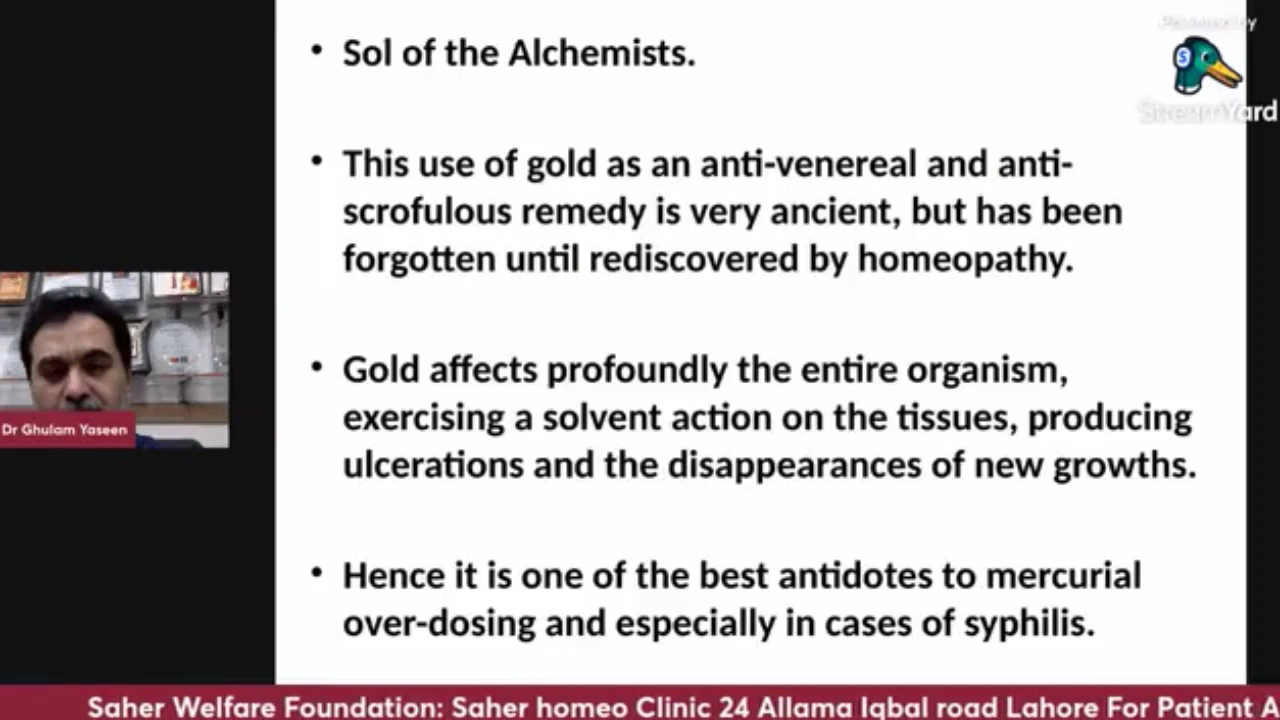 Powered by
StreamYard
• Sol of the Alchemists.
• This use of gold as an anti-venereal and anti-
scrofulous remedy is very ancient, but has been
forgotten until rediscovered by homeopathy.
• Gold affects profoundly the entire organism,
exercising a solvent action on the tissues, producing
ulcerations and the disappearances of new growths.
• Hence it is one of the best antidotes to mercurial
over-dosing and especially in cases of syphilis.
Dr Ghulam Yaseen
Saher Welfare Foundation: Saher homeo Clinic 24 Allama Iqbal road Lahore For Patient A